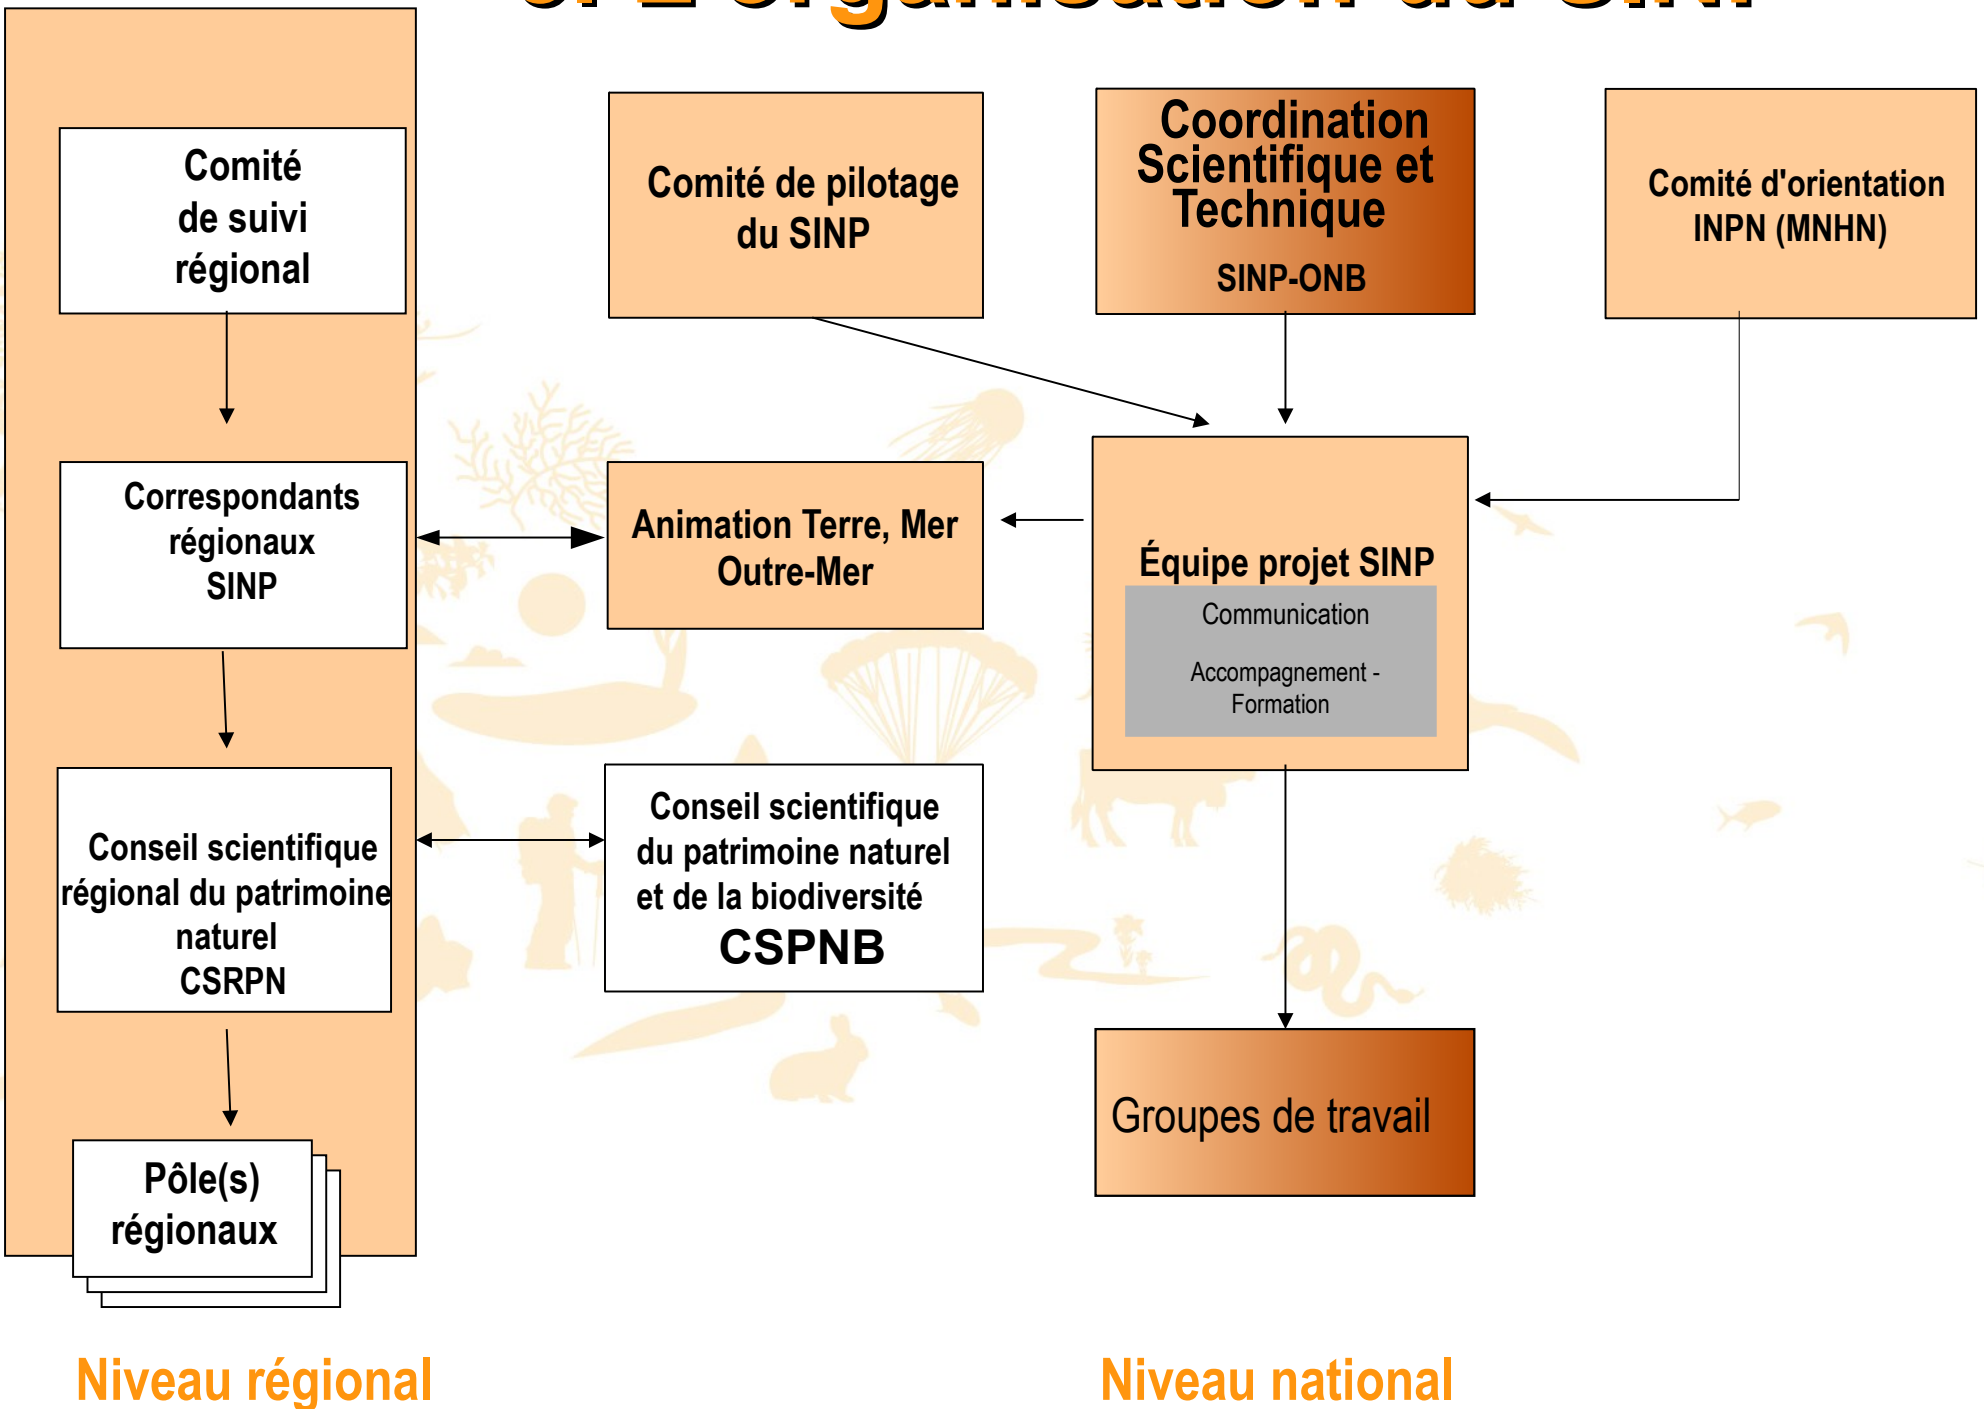 L'organisation du SINP
Comité
de suivi
régional
Comité de pilotage
du SINP
Coordination
Scientifique et
Technique
SINP-ONB
Comité d'orientation
INPN (MNHN)
Correspondants
régionaux
SINP
Animation Terre, Mer
Outre-Mer
Équipe projet SINP
Communication
Accompagnement -
Formation
Conseil scientifique
régional du patrimoine
naturel
CSRPN
Conseil scientifique
du patrimoine naturel
et de la biodiversité
CSPNB
Groupes de travail
Pôle(s)
régionaux
Niveau régional
Niveau national